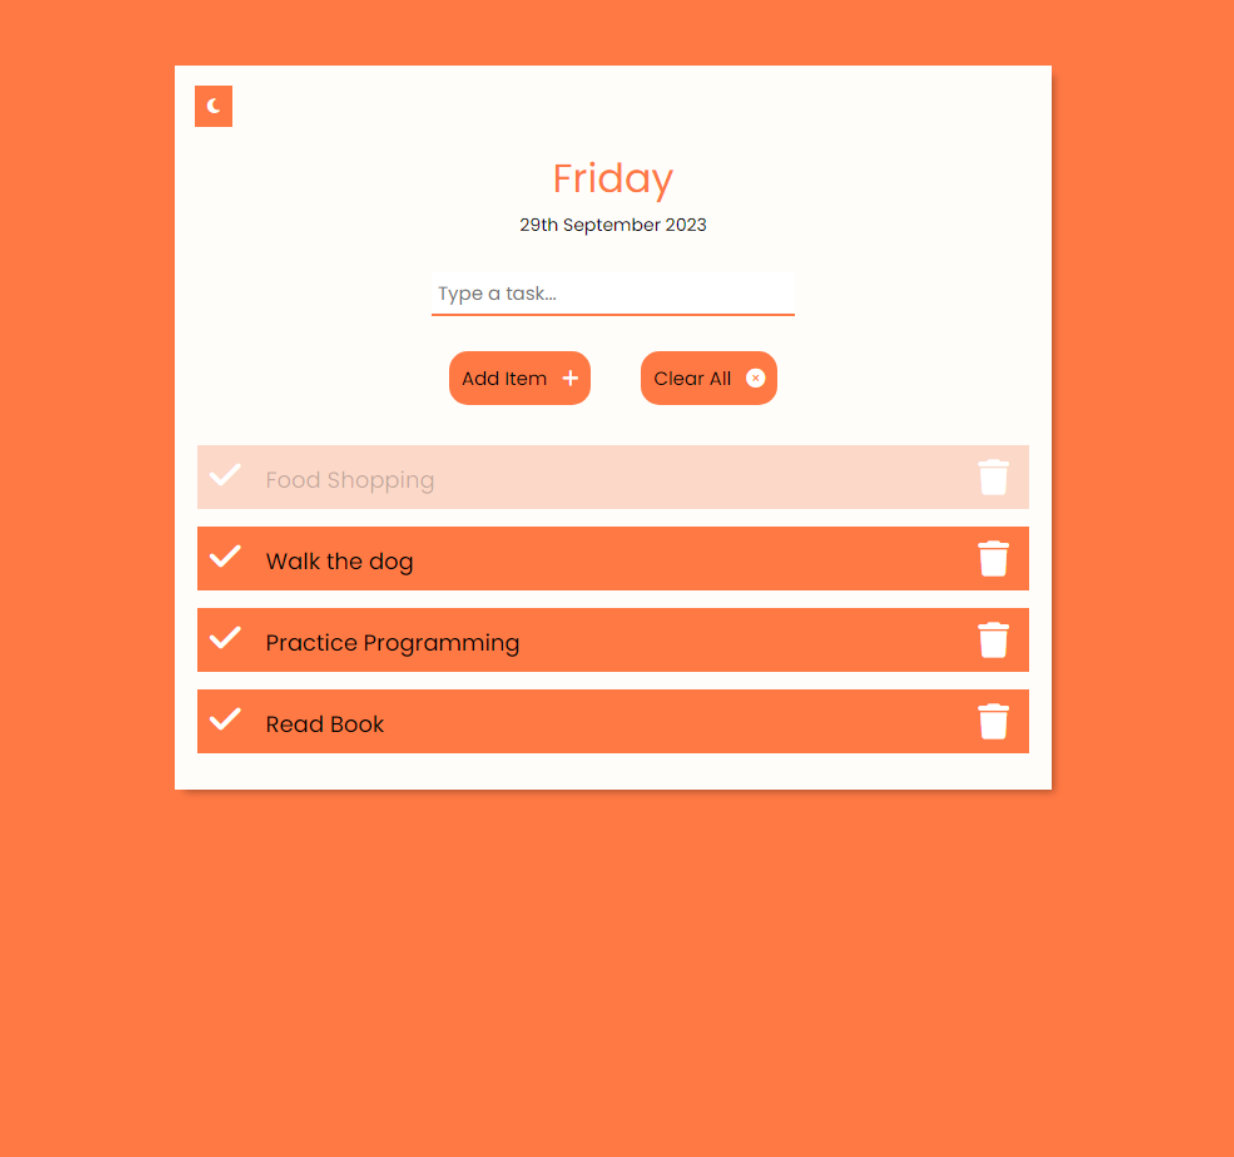 Friday
29th September 2023
Type a task...
Add Item
Clear All
Food Shopping
Walk the dog
Practice Programming
Read Book